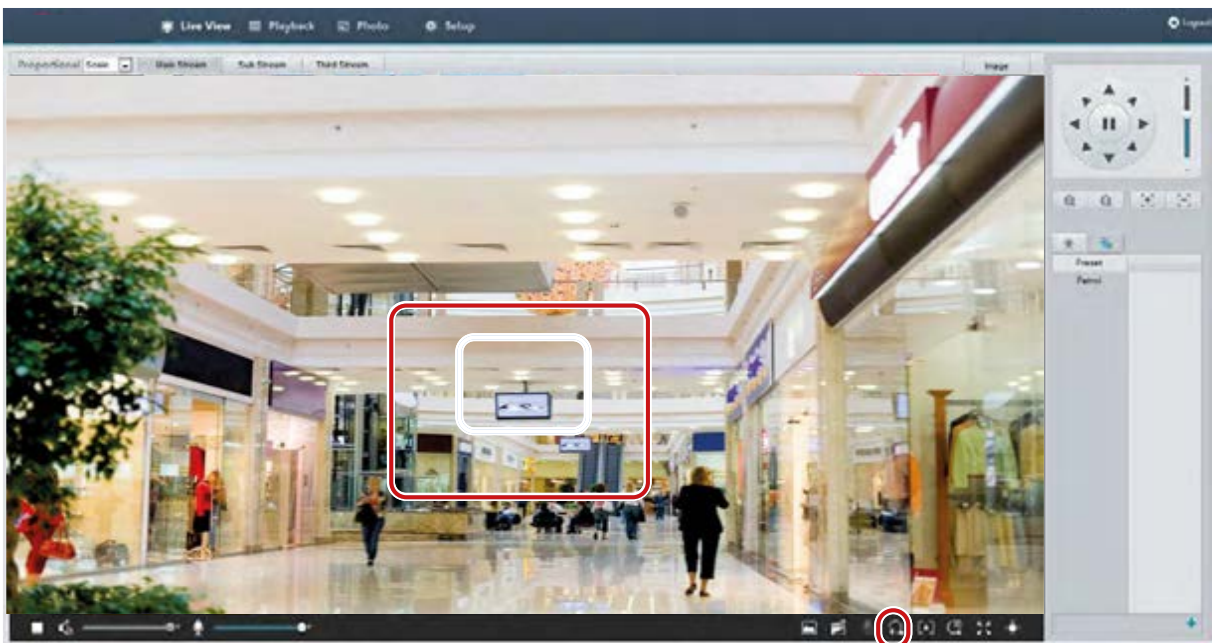 Live View Playback Photo Setup Logout
Proportional Scale Main Stream Sub Stream Third Stream Image
Preset
Patrol